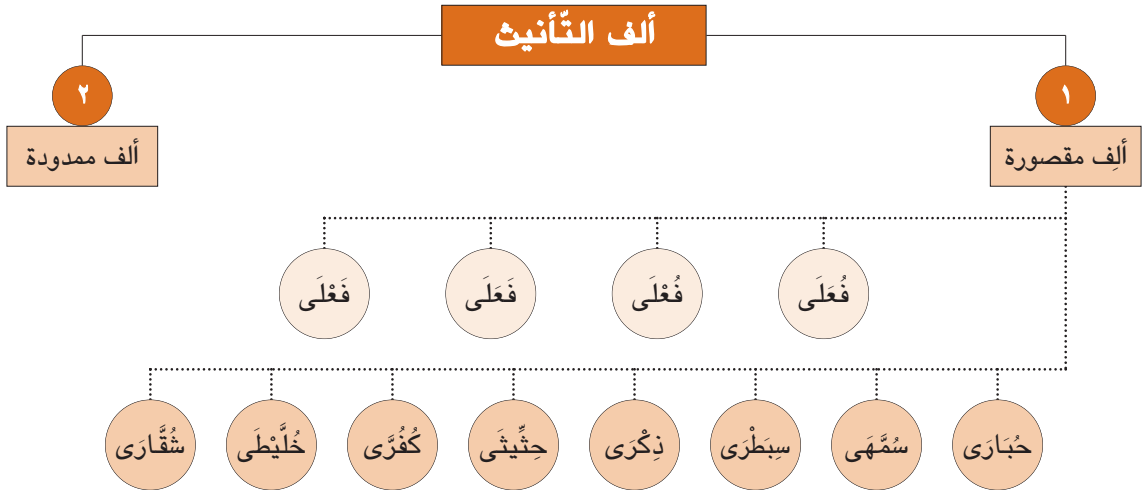 ألف التّأنيث
١
ألِف مقصورة
٢
ألف ممدودة
فُعَلَى
فُعْلَى
فَعَلَى
فَعْلَى
حُبَارَى
سُمَّهَى
سِبَطْرَى
ذِكْرَى
حِثِّيثَى
كُفُرَّى
خُلَّيْطَى
شُقَّارَى